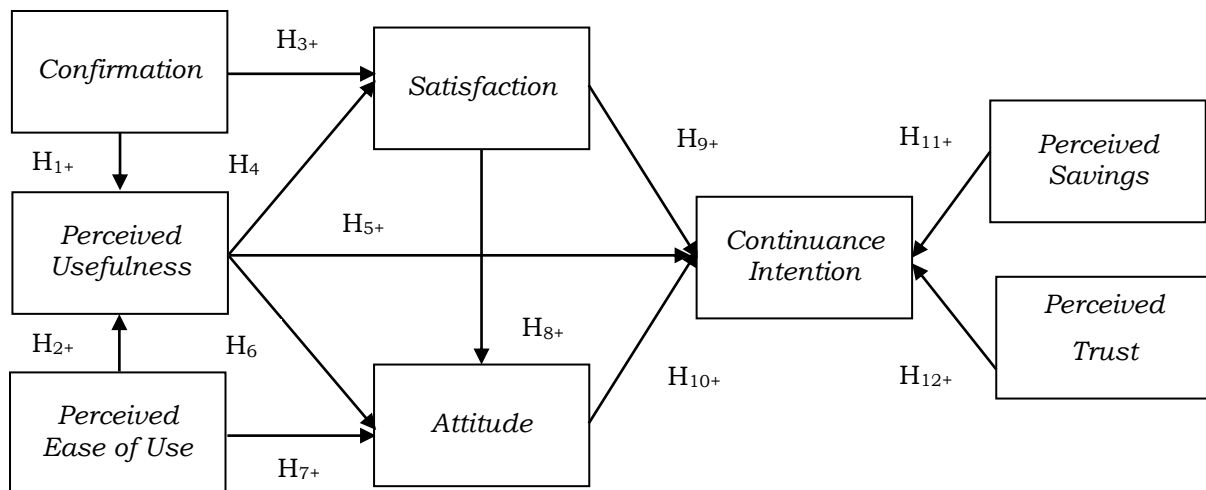 H3+
Confirmation
Satisfaction
H9+
H11+
Perceived
Savings
H1+
H4
Perceived
Usefulness
H5+
Continuance
Intention
H2+
H6
H8+
H10+
H12+
Perceived
Trust
Perceived
Ease of Use
Attitude
H7+